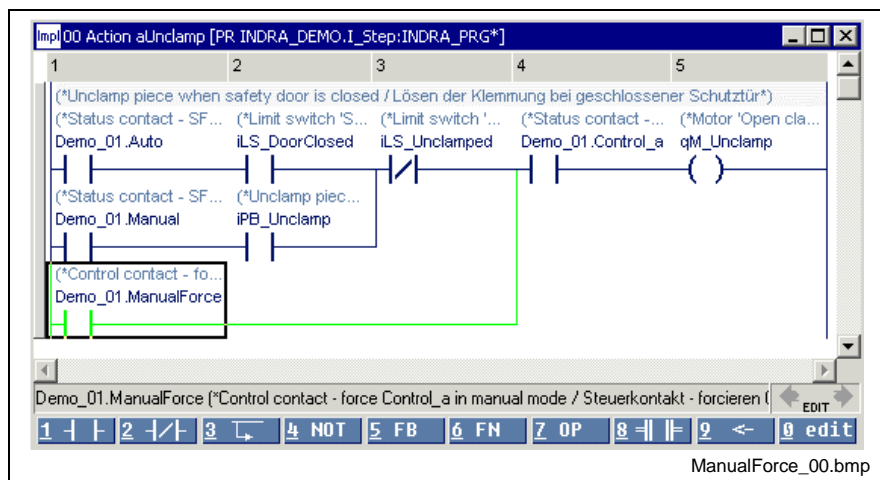 Impl 00 Action aUnclamp [PR INDRA_DEMO.I_Step:INDRA_PRG*]
1 2 3 4 5
(*Unclamp piece when safety door is closed / Lösen der Klemmung bei geschlossener Schutztür*)
(*Status contact - SF... (*Limit switch 'S... (*Limit switch '... (*Status contact -... (*Motor 'Open cla...
Demo_01.Auto iLS_DoorClosed iLS_Unclamped Demo_01.Control_a qM_Unclamp
(*Status contact - SF... (*Unclamp piec...
Demo_01.Manual iPB_Unclamp
(*Control contact - fo...
Demo_01.ManualForce
Demo_01.ManualForce (*Control contact - force Control_a in manual mode / Steuerkontakt - forcieren (
EDIT
1 2 3 4 NOT 5 FB 6 FN 7 OP 8 9 <- 0 edit
ManualForce_00.bmp